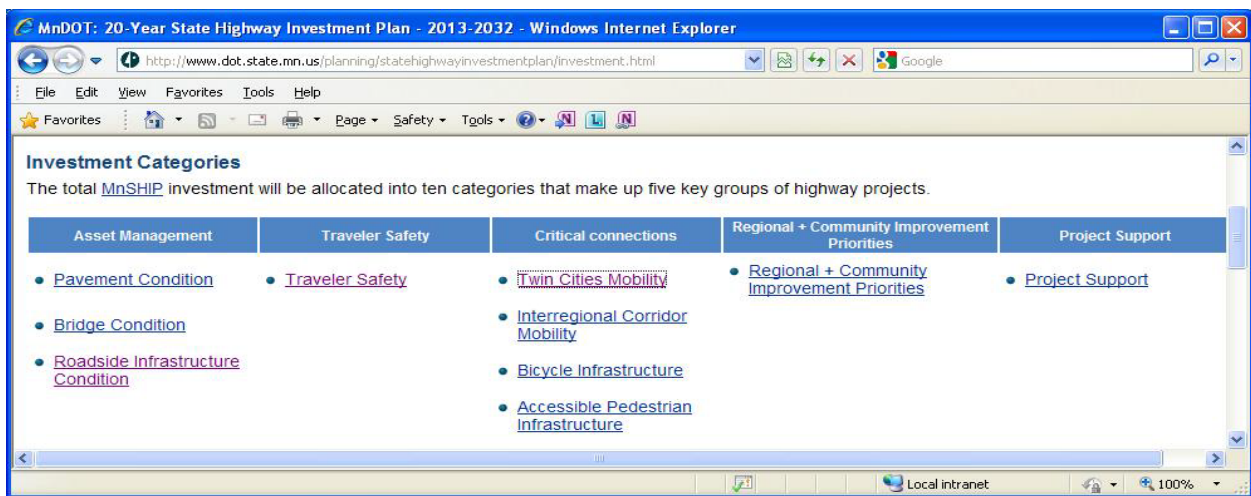 MnDOT: 20-Year State Highway Investment Plan - 2013-2032 - Windows Internet Explorer
http://www.dot.state.mn.us/planning/statehighwayinvestmentplan/investment.html
Google
File Edit View Favorites Tools Help
Favorites Page Safety Tools
Investment Categories
The total MnSHIP investment will be allocated into ten categories that make up five key groups of highway projects.
Asset Management
Traveler Safety
Critical connections
Regional + Community Improvement
Priorities
Project Support
Pavement Condition
Bridge Condition
Roadside Infrastructure
Condition
Traveler Safety
Twin Cities Mobility
Interregional Corridor
Mobility
Bicycle Infrastructure
Accessible Pedestrian
Infrastructure
Regional + Community
Improvement Priorities
Project Support
Local intranet
100%